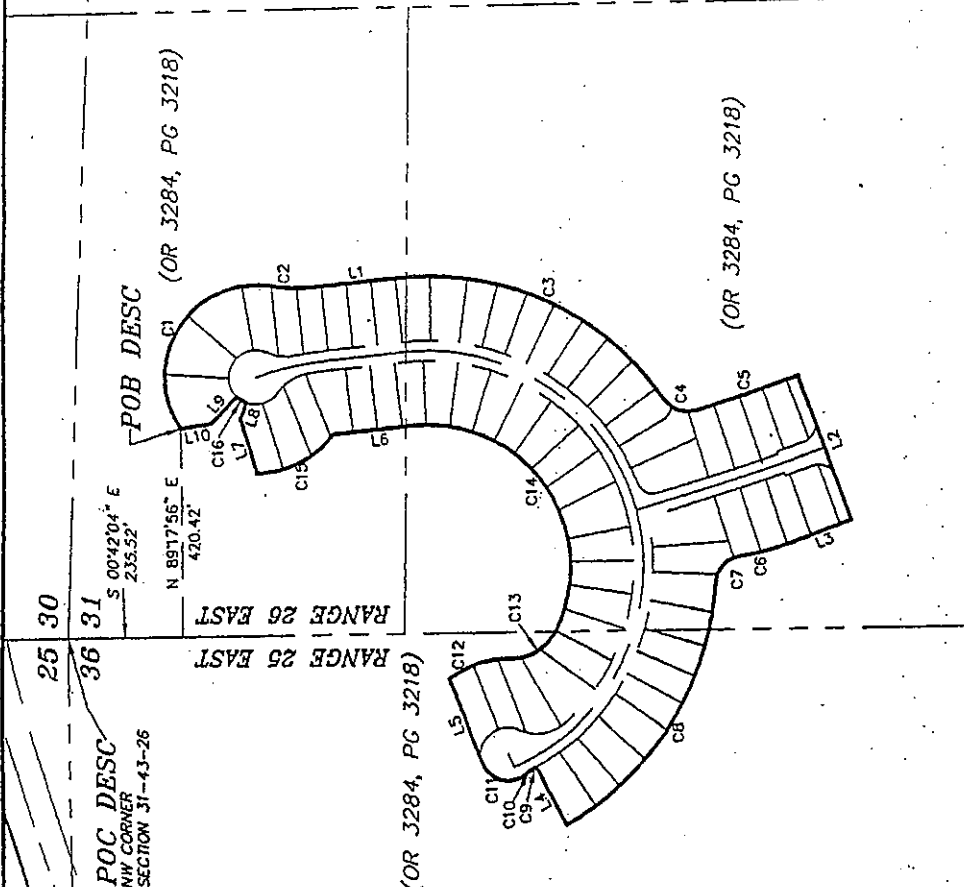 25 30
36 31
POC DESC
NW CORNER
SECTION 31-43-26
S 00°42'04" E
235.52'
N 89°17'56" E
420.42'
RANGE 26 EAST
RANGE 25 EAST
POB DESC
(OR 3284, PG 3218)
(OR 3284, PG 3218)
(OR 3284, PG 3218)
C1
C2
L1
C3
C4
C5
L2
L3
C6
C7
C8
L4
C9
C10
C11
L5
C12
C13
C14
L6
C15
L7
L8
C16
L9
L10